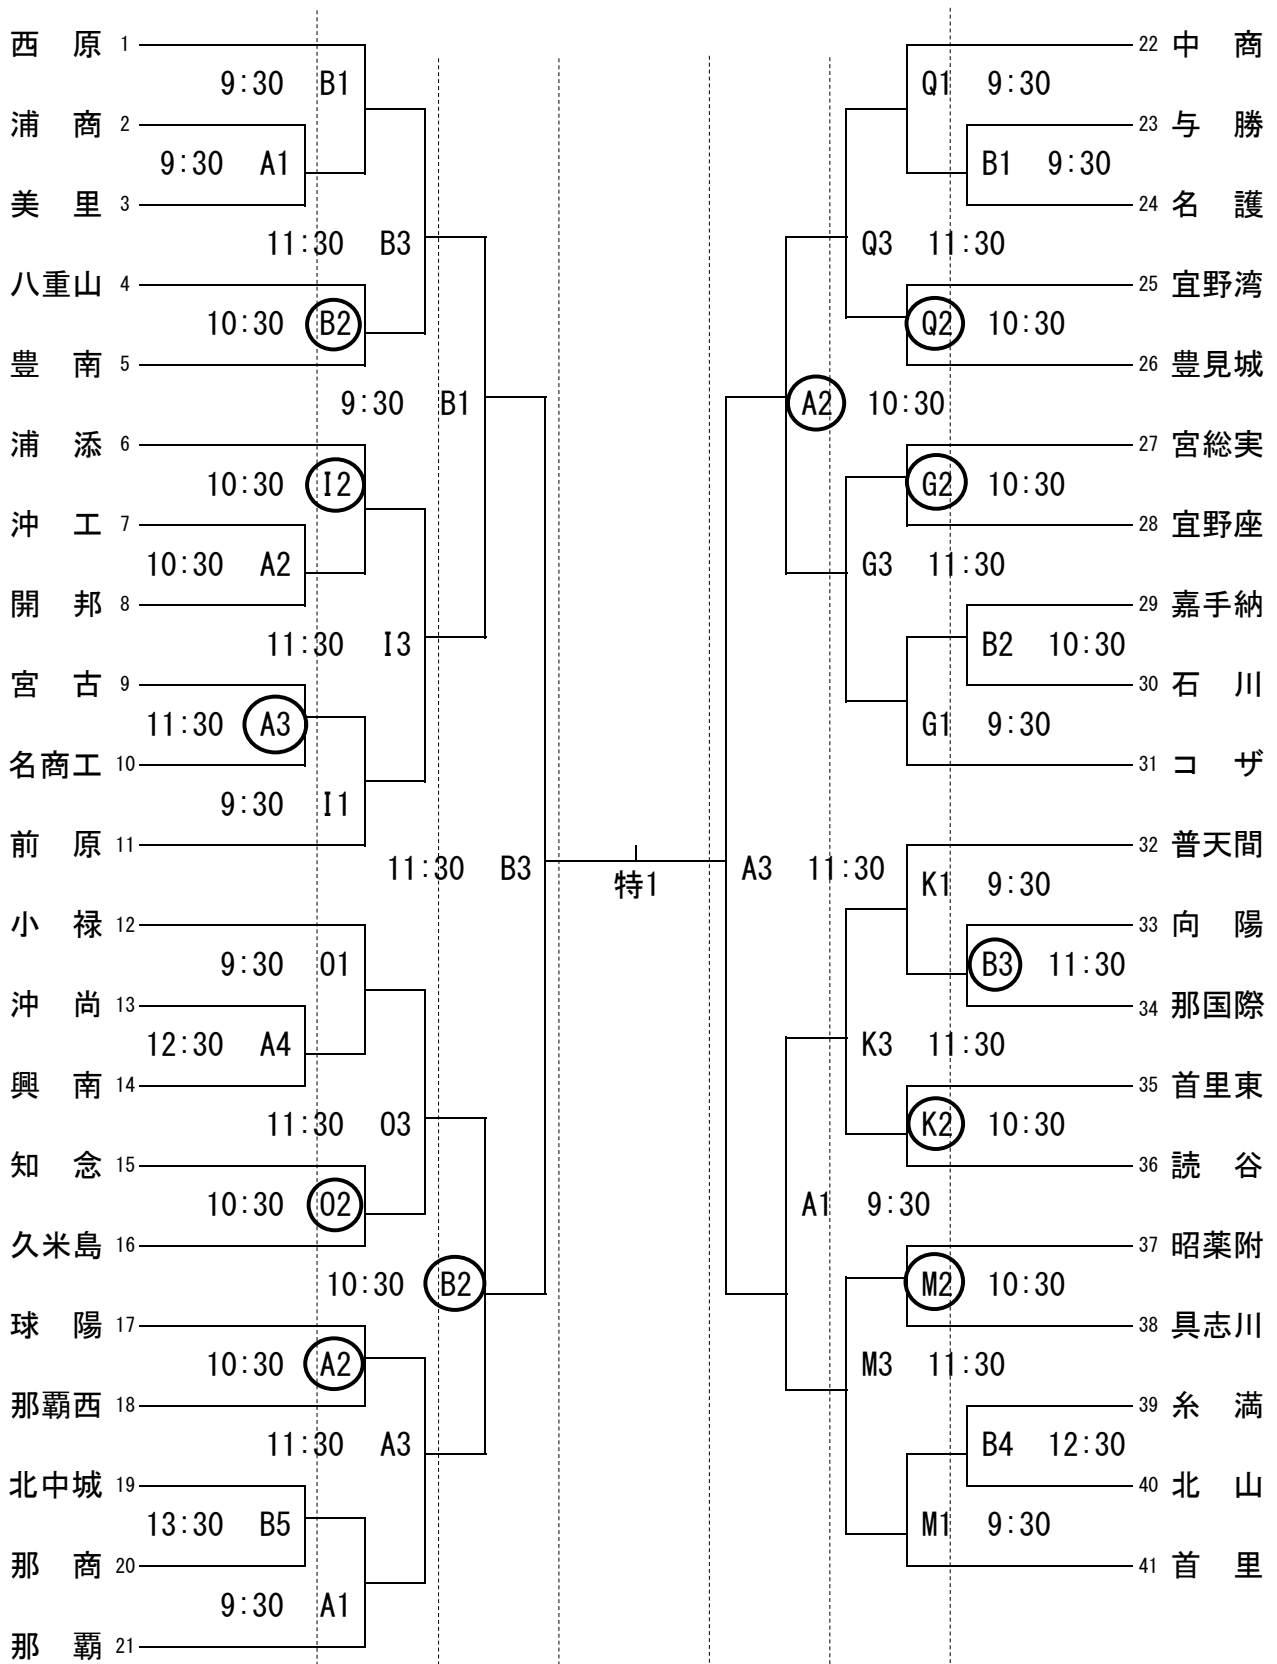 西 原 1
9:30 B1
浦 商 2
9:30 A1
美 里 3
11:30 B3
八重山 4
10:30 B2
豊 南 5
9:30 B1
浦 添 6
10:30 I2
沖 工 7
10:30 A2
開 邦 8
11:30 I3
宮 古 9
11:30 A3
名商工 10
9:30 I1
前 原 11
11:30 B3
小 禄 12
9:30 O1
沖 尚 13
12:30 A4
興 南 14
11:30 O3
知 念 15
10:30 O2
久米島 16
10:30 B2
球 陽 17
10:30 A2
那覇西 18
11:30 A3
北中城 19
13:30 B5
那 商 20
9:30 A1
那 覇 21
特1
22 中 商
Q1 9:30
23 与 勝
B1 9:30
24 名 護
Q3 11:30
25 宜野湾
Q2 10:30
26 豊見城
A2 10:30
27 宮総実
G2 10:30
28 宜野座
G3 11:30
29 嘉手納
B2 10:30
30 石 川
G1 9:30
31 コ ザ
32 普天間
A3 11:30
K1 9:30
33 向 陽
B3 11:30
34 那国際
K3 11:30
35 首里東
K2 10:30
36 読 谷
A1 9:30
37 昭薬附
M2 10:30
38 具志川
M3 11:30
39 糸 満
B4 12:30
40 北 山
M1 9:30
41 首 里